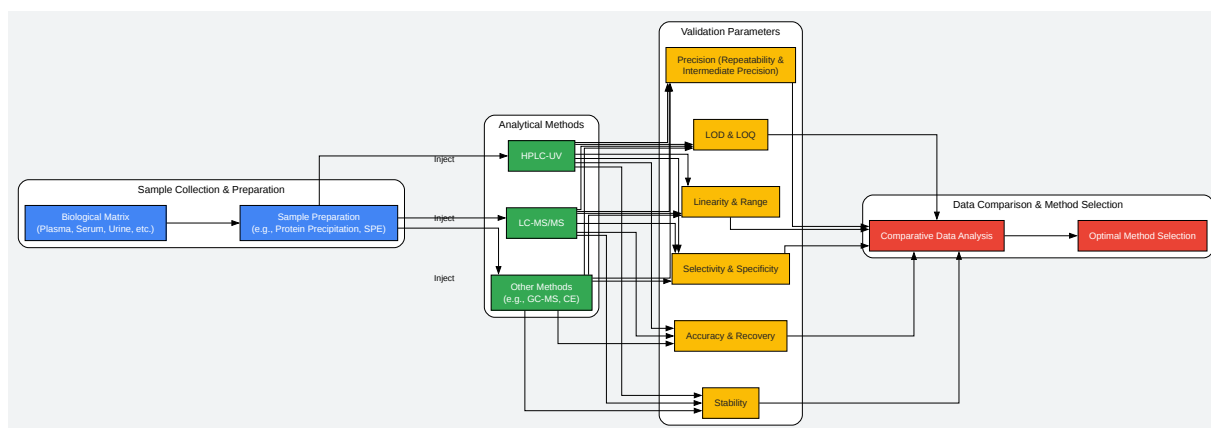 Sample Collection & Preparation
Biological Matrix
(Plasma, Serum, Urine, etc.)
Sample Preparation
(e.g., Protein Precipitation, SPE)
Inject
Inject
Inject
Analytical Methods
HPLC-UV
LC-MS/MS
Other Methods
(e.g., GC-MS, CE)
Validation Parameters
Precision (Repeatability &
Intermediate Precision)
LOD & LOQ
Linearity & Range
Selectivity & Specificity
Accuracy & Recovery
Stability
Data Comparison & Method Selection
Comparative Data Analysis
Optimal Method Selection